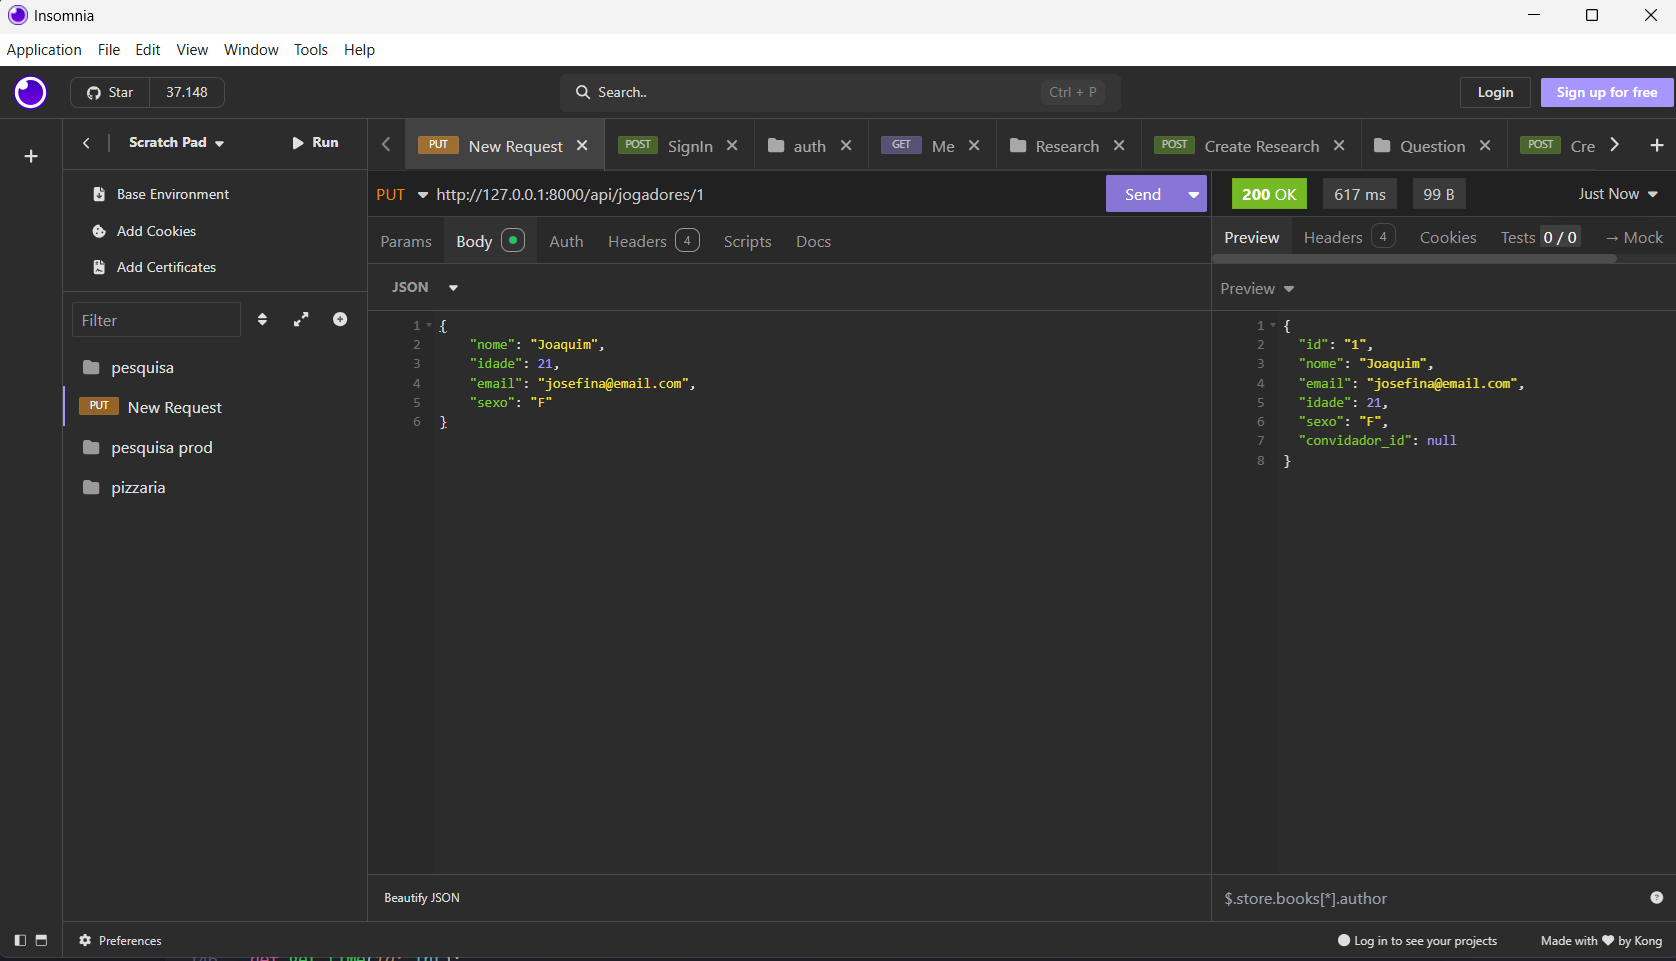 Insomnia
Application File Edit View Window Tools Help
Star 37.148
Search.. Ctrl + P
Login Sign up for free
Scratch Pad Run
PUT New Request POST SignIn auth GET Me Research POST Create Research Question POST Cre
Base Environment
Add Cookies
Add Certificates
Filter
pesquisa
PUT New Request
pesquisa prod
pizzaria
PUT http://127.0.0.1:8000/api/jogadores/1 Send
Params Body Auth Headers 4 Scripts Docs
JSON
1 {
2 "nome": "Joaquim",
3 "idade": 21,
4 "email": "josefina@email.com",
5 "sexo": "F"
6 }
Beautify JSON
200 OK 617 ms 99 B Just Now
Preview Headers 4 Cookies Tests 0 / 0 → Mock
Preview
1 {
2 "id": "1",
3 "nome": "Joaquim",
4 "email": "josefina@email.com",
5 "idade": 21,
6 "sexo": "F",
7 "convidador_id": null
8 }
$.store.books[*].author
Preferences
Log in to see your projects Made with ♥ by Kong